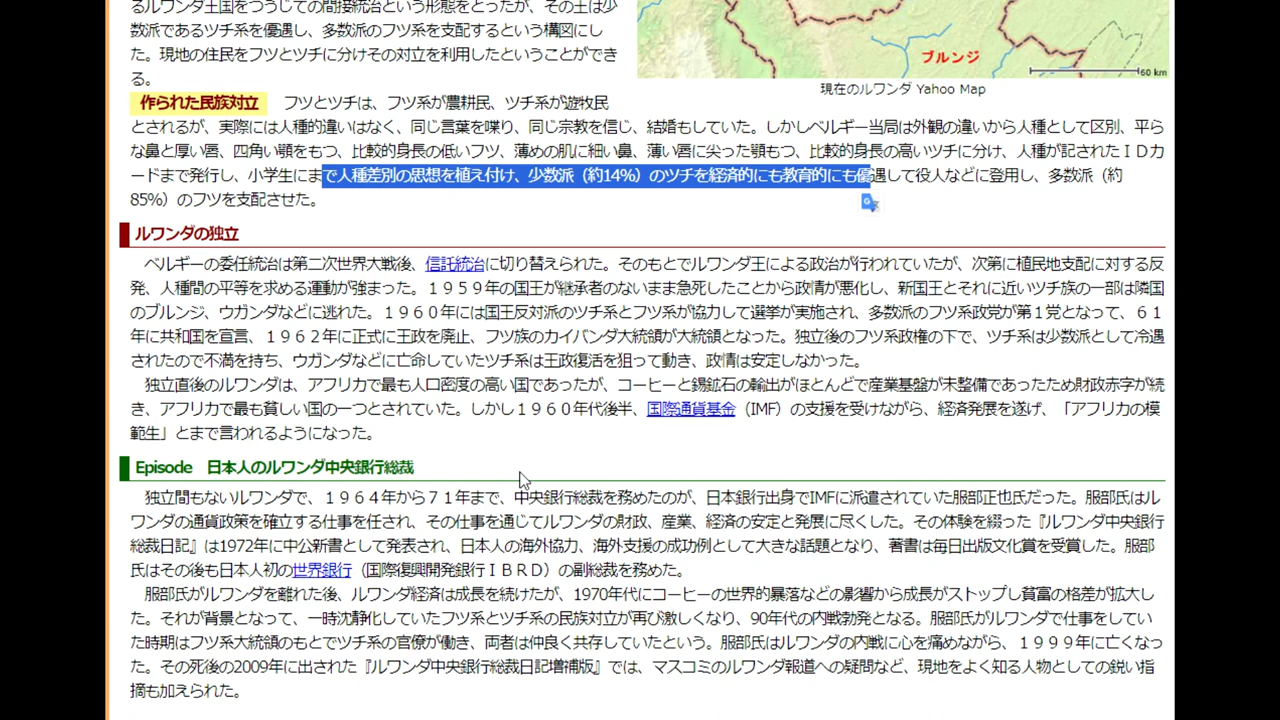 るルワンダ王国をつうじての間接統治という形態をとったが、その王は少
数派であるツチ系を優遇し、多数派のフツ系を支配するという構図にし
た。現地の住民をフツとツチに分けその対立を利用したということができ
る。
ブルンジ
60 km
現在のルワンダ Yahoo Map
作られた民族対立　フツとツチは、フツ系が農耕民、ツチ系が遊牧民
とされるが、実際には人種的違いはなく、同じ言葉を喋り、同じ宗教を信じ、結婚もしていた。しかしベルギー当局は外観の違いから人種として区別、平ら
な鼻と厚い唇、四角い顎をもつ、比較的身長の低いフツ、薄めの肌に細い鼻、薄い唇に尖った顎もつ、比較的身長の高いツチに分け、人種が記されたＩＤカ
ードまで発行し、小学生にまで人種差別の思想を植え付け、少数派（約14%）のツチを経済的にも教育的にも優遇して役人などに登用し、多数派（約
85%）のフツを支配させた。
ルワンダの独立
ベルギーの委任統治は第二次世界大戦後、信託統治に切り替えられた。そのもとでルワンダ王による政治が行われていたが、次第に植民地支配に対する反
発、人種間の平等を求める運動が強まった。１９５９年の国王が継承者のないまま急死したことから政情が悪化し、新国王とそれに近いツチ族の一部は隣国
のブルンジ、ウガンダなどに逃れた。１９６０年には国王反対派のツチ系とフツ系が協力して選挙が実施され、多数派のフツ系政党が第１党となって、６１
年に共和国を宣言、１９６２年に正式に王政を廃止、フツ族のカイバンダ大統領が大統領となった。独立後のフツ系政権の下で、ツチ系は少数派として冷遇
されたので不満を持ち、ウガンダなどに亡命していたツチ系は王政復活を狙って動き、政情は安定しなかった。
独立直後のルワンダは、アフリカで最も人口密度の高い国であったが、コーヒーと錫鉱石の輸出がほとんどで産業基盤が未整備であったため財政赤字が続
き、アフリカで最も貧しい国の一つとされていた。しかし１９６０年代後半、国際通貨基金（IMF）の支援を受けながら、経済発展を遂げ、「アフリカの模
範生」とまで言われるようになった。
Episode　日本人のルワンダ中央銀行総裁
独立間もないルワンダで、１９６４年から７１年まで、中央銀行総裁を務めたのが、日本銀行出身でIMFに派遣されていた服部正也氏だった。服部氏はル
ワンダの通貨政策を確立する仕事を任され、その仕事を通じてルワンダの財政、産業、経済の安定と発展に尽くした。その体験を綴った『ルワンダ中央銀行
総裁日記』は1972年に中公新書として発表され、日本人の海外協力、海外支援の成功例として大きな話題となり、著書は毎日出版文化賞を受賞した。服部
氏はその後も日本人初の世界銀行（国際復興開発銀行ＩＢＲＤ）の副総裁を務めた。
服部氏がルワンダを離れた後、ルワンダ経済は成長を続けたが、1970年代にコーヒーの世界的暴落などの影響から成長がストップし貧富の格差が拡大し
た。それが背景となって、一時沈静化していたフツ系とツチ系の民族対立が再び激しくなり、90年代の内戦勃発となる。服部氏がルワンダで仕事をしてい
た時期はフツ系大統領のもとでツチ系の官僚が働き、両者は仲良く共存していたという。服部氏はルワンダの内戦に心を痛めながら、１９９９年に亡くなっ
た。その死後の2009年に出された『ルワンダ中央銀行総裁日記増補版』では、マスコミのルワンダ報道への疑問など、現地をよく知る人物としての鋭い指
摘も加えられた。